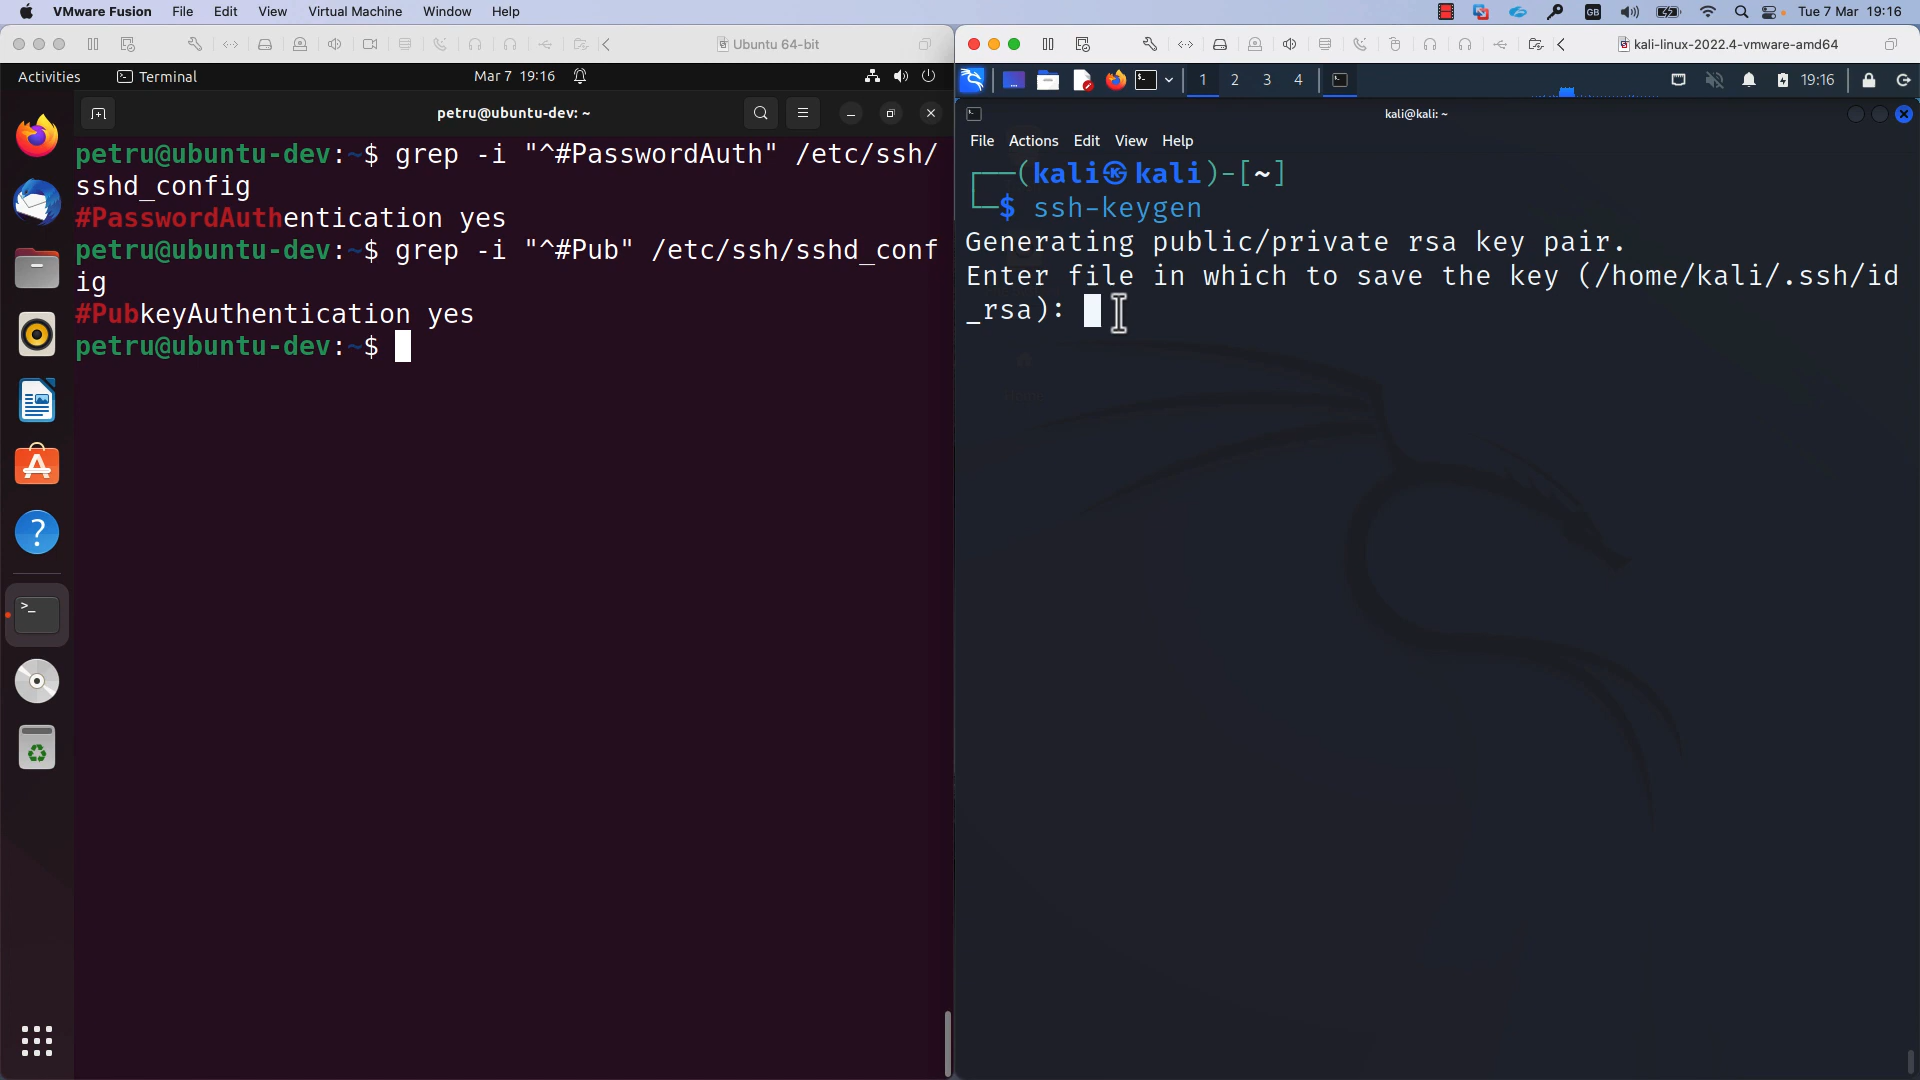 VMware Fusion File Edit View Virtual Machine Window Help
GB
Tue 7 Mar 19:16
Ubuntu 64-bit
kali-linux-2022.4-vmware-amd64
Activities
Terminal
Mar 7 19:16
1 2 3 4
19:16
petru@ubuntu-dev: ~
kali@kali: ~
File Actions Edit View Help
petru@ubuntu-dev:~$ grep -i "^#PasswordAuth" /etc/ssh/
sshd_config
#PasswordAuthentication yes
petru@ubuntu-dev:~$ grep -i "^#Pub" /etc/ssh/sshd_conf
ig
#PubkeyAuthentication yes
petru@ubuntu-dev:~$
┌──(kali㉿kali)-[~]
└─$ ssh-keygen
Generating public/private rsa key pair.
Enter file in which to save the key (/home/kali/.ssh/id
_rsa):